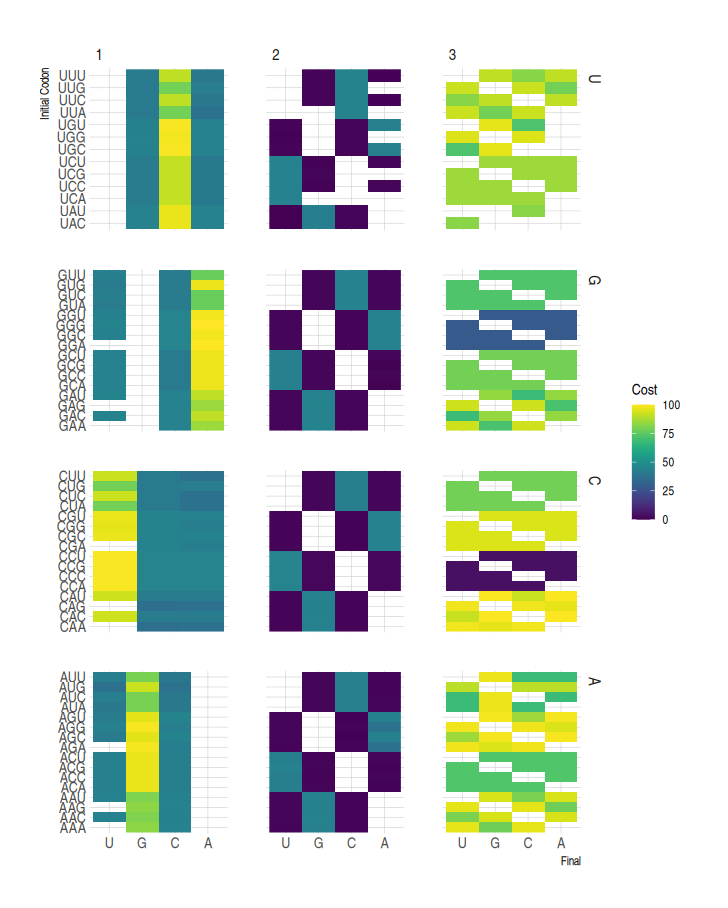 1 2 3
Initial Codon
UUU
UUG
UUC
UUA
UGU
UGG
UGC
UCU
UCG
UCC
UCA
UAU
UAC
U
GUU
GUG
GUC
GUA
GGU
GGG
GGC
GGA
GCU
GCG
GCC
GCA
GAU
GAG
GAC
GAA
G
Cost
100
75
50
25
0
CUU
CUG
CUC
CUA
CGU
CGG
CGC
CGA
CCU
CCG
CCC
CCA
CAU
CAG
CAC
CAA
C
AUU
AUG
AUC
AUA
AGU
AGG
AGC
AGA
ACU
ACG
ACC
ACA
AAU
AAG
AAC
AAA
A
U G C A U G C A U G C A
Final